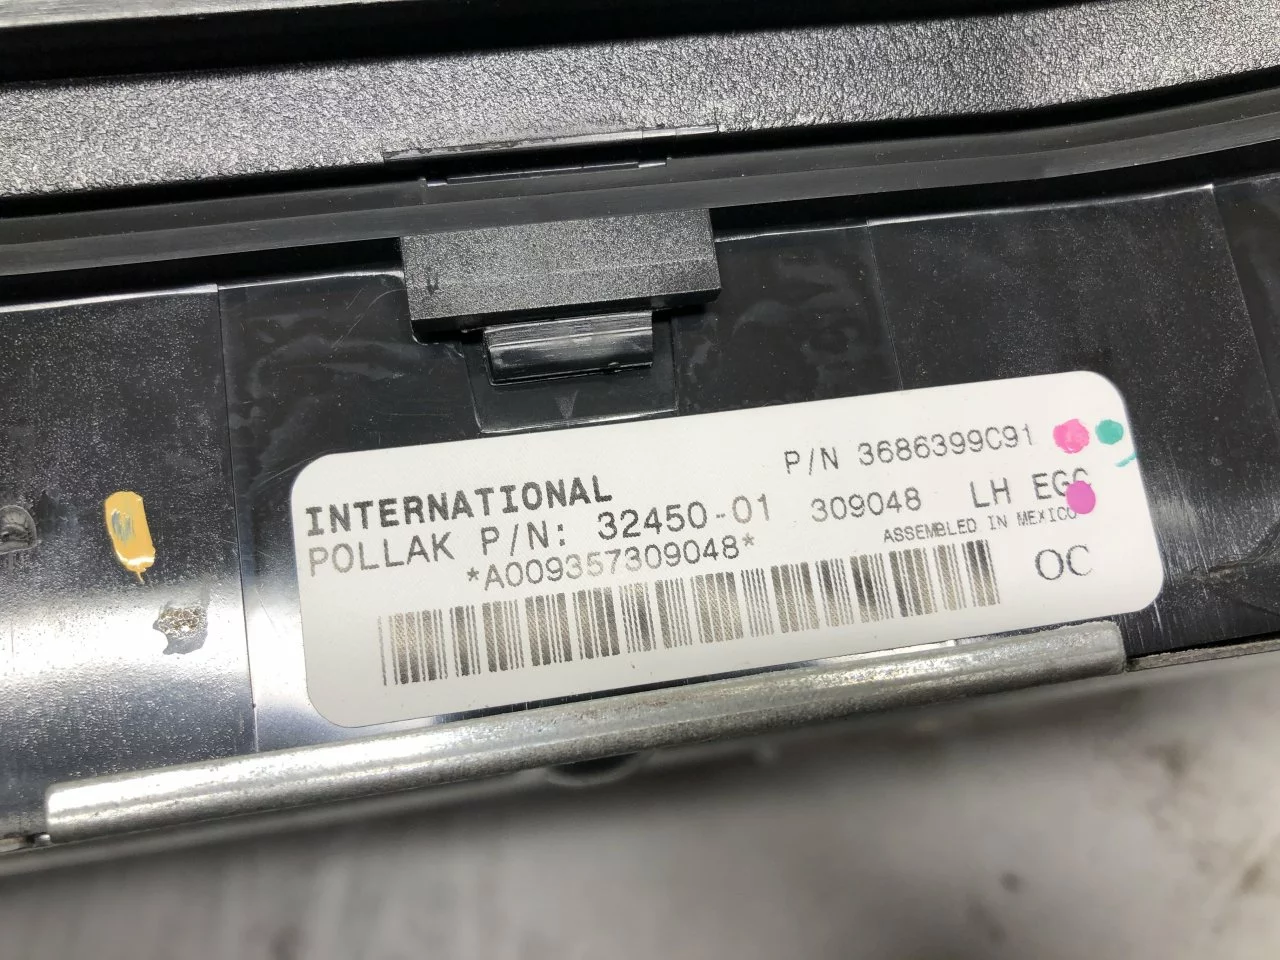 P/N 3686399C91
INTERNATIONAL
POLLAK P/N: 32450-01 309048 LH EGC
ASSEMBLED IN MEXICO
*A009357309048*
OC